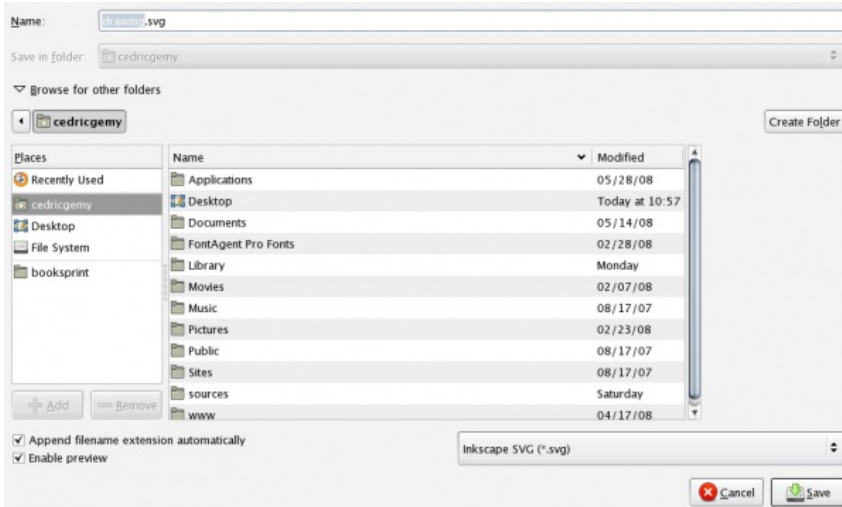 Name: drawing.svg
Save in folder: cedricgemy
Browse for other folders
cedricgemy Create Folder
Places Name Modified
Recently Used Applications 05/28/08
cedricgemy Desktop Today at 10:57
Desktop Documents 05/14/08
File System FontAgent Pro Fonts 02/28/08
booksprint Library Monday
Movies 02/07/08
Music 08/17/07
Pictures 02/23/08
Public 08/17/07
Sites 08/17/07
sources Saturday
Add Remove www 04/17/08
Append filename extension automatically
Inkscape SVG (*.svg)
Enable preview
Cancel Save